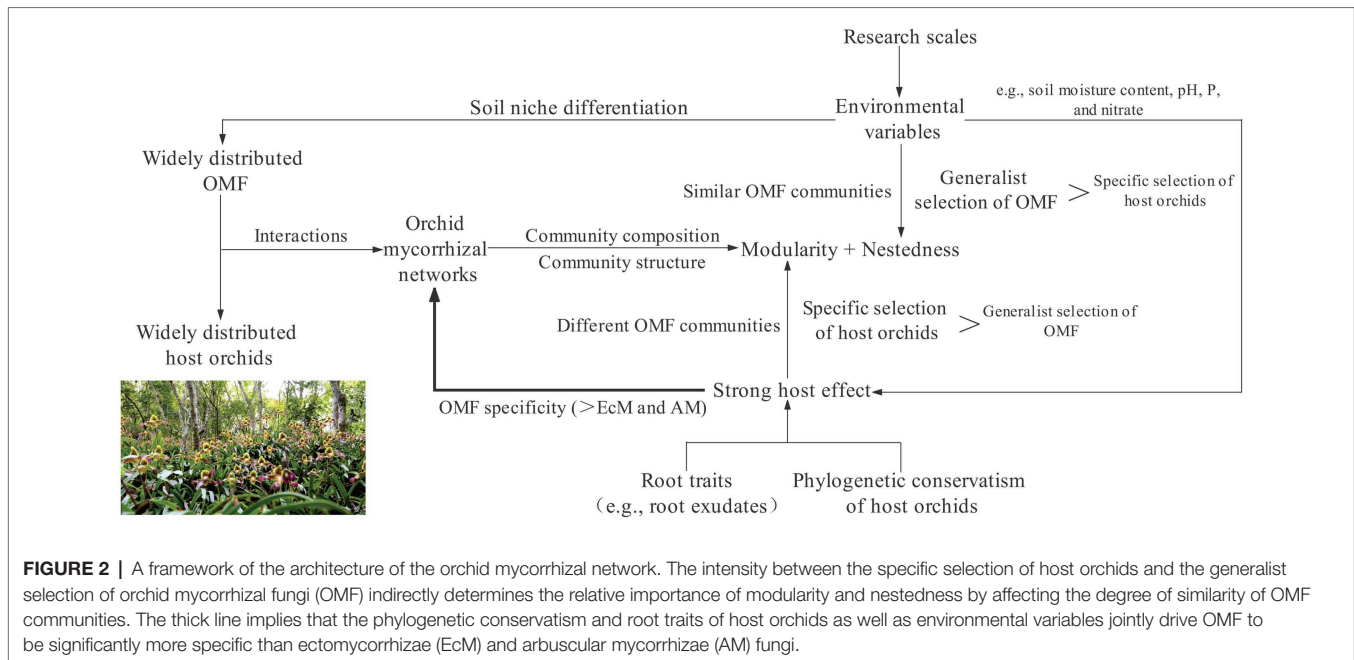 Research scales
e.g., soil moisture content, pH, P,
and nitrate
Soil niche differentiation
Environmental
variables
Widely distributed
OMF
Similar OMF communities
Generalist
selection of OMF
>
Specific selection of
host orchids
Interactions
Orchid
mycorrhizal
networks
Community composition
Community structure
Modularity + Nestedness
Widely distributed
host orchids
Different OMF communities
Specific selection
of host orchids
>
Generalist selection of
OMF
OMF specificity (>EcM and AM)
Strong host effect
Root traits
(e.g., root exudates)
Phylogenetic conservatism
of host orchids
FIGURE 2 | A framework of the architecture of the orchid mycorrhizal network. The intensity between the specific selection of host orchids and the generalist
selection of orchid mycorrhizal fungi (OMF) indirectly determines the relative importance of modularity and nestedness by affecting the degree of similarity of OMF
communities. The thick line implies that the phylogenetic conservatism and root traits of host orchids as well as environmental variables jointly drive OMF to
be significantly more specific than ectomycorrhizae (EcM) and arbuscular mycorrhizae (AM) fungi.